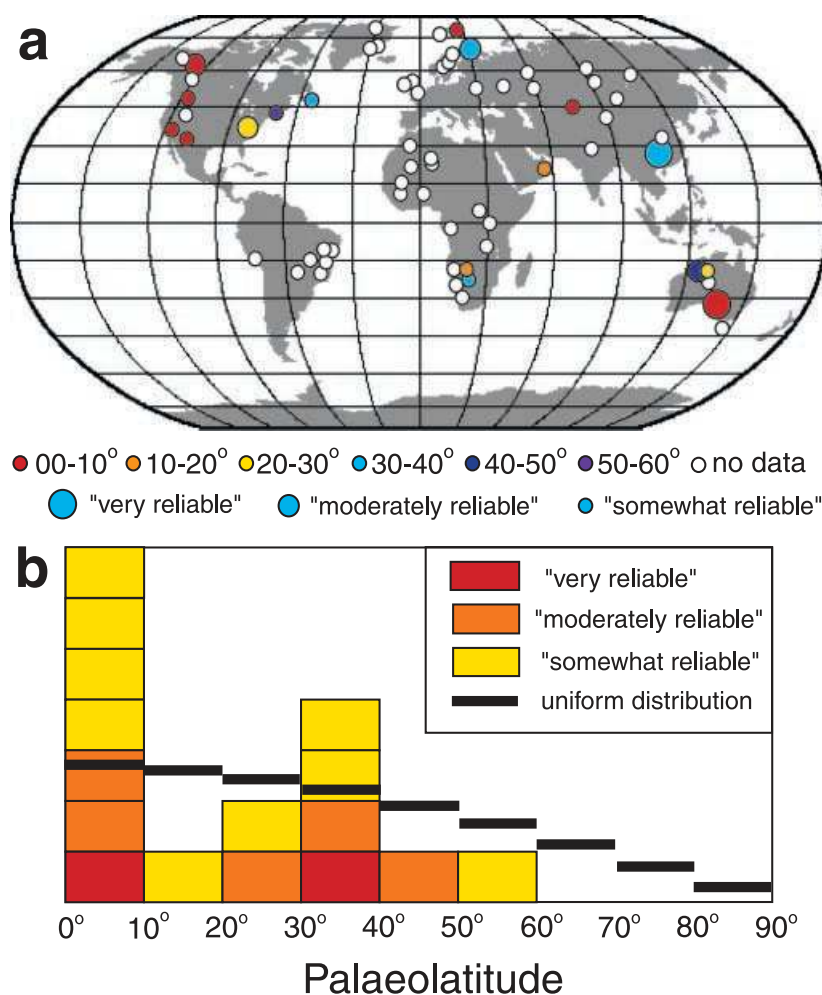 a
00-10° 10-20° 20-30° 30-40° 40-50° 50-60° no data
"very reliable" "moderately reliable" "somewhat reliable"
b
"very reliable"
"moderately reliable"
"somewhat reliable"
uniform distribution
0° 10° 20° 30° 40° 50° 60° 70° 80° 90°
Palaeolatitude